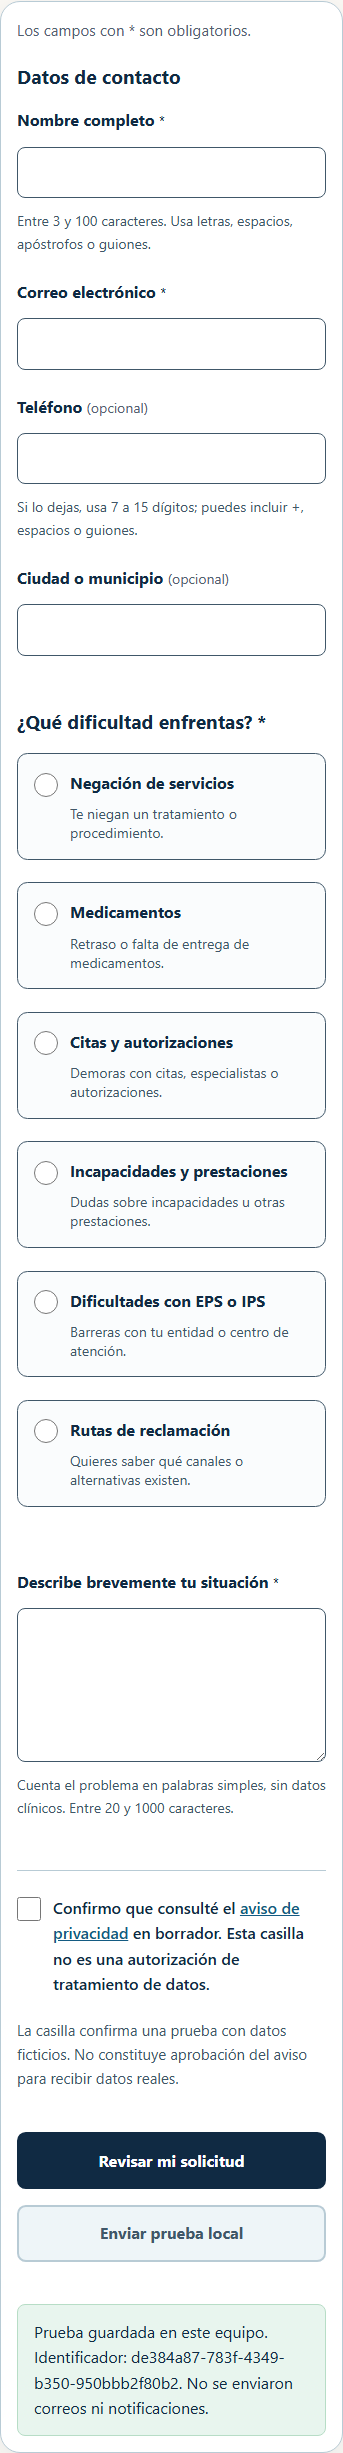 Los campos con * son obligatorios.
Datos de contacto
Nombre completo *
Entre 3 y 100 caracteres. Usa letras, espacios,
apóstrofos o guiones.
Correo electrónico *
Teléfono (opcional)
Si lo dejas, usa 7 a 15 dígitos; puedes incluir +,
espacios o guiones.
Ciudad o municipio (opcional)
¿Qué dificultad enfrentas? *
Negación de servicios
Te niegan un tratamiento o
procedimiento.
Medicamentos
Retraso o falta de entrega de
medicamentos.
Citas y autorizaciones
Demoras con citas, especialistas o
autorizaciones.
Incapacidades y prestaciones
Dudas sobre incapacidades u otras
prestaciones.
Dificultades con EPS o IPS
Barreras con tu entidad o centro de
atención.
Rutas de reclamación
Quieres saber qué canales o
alternativas existen.
Describe brevemente tu situación *
Cuenta el problema en palabras simples, sin datos
clínicos. Entre 20 y 1000 caracteres.
Confirmo que consulté el aviso de
privacidad en borrador. Esta casilla
no es una autorización de
tratamiento de datos.
La casilla confirma una prueba con datos
ficticios. No constituye aprobación del aviso
para recibir datos reales.
Revisar mi solicitud
Enviar prueba local
Prueba guardada en este equipo.
Identificador: de384a87-783f-4349-
b350-950bbb2f80b2. No se enviaron
correos ni notificaciones.